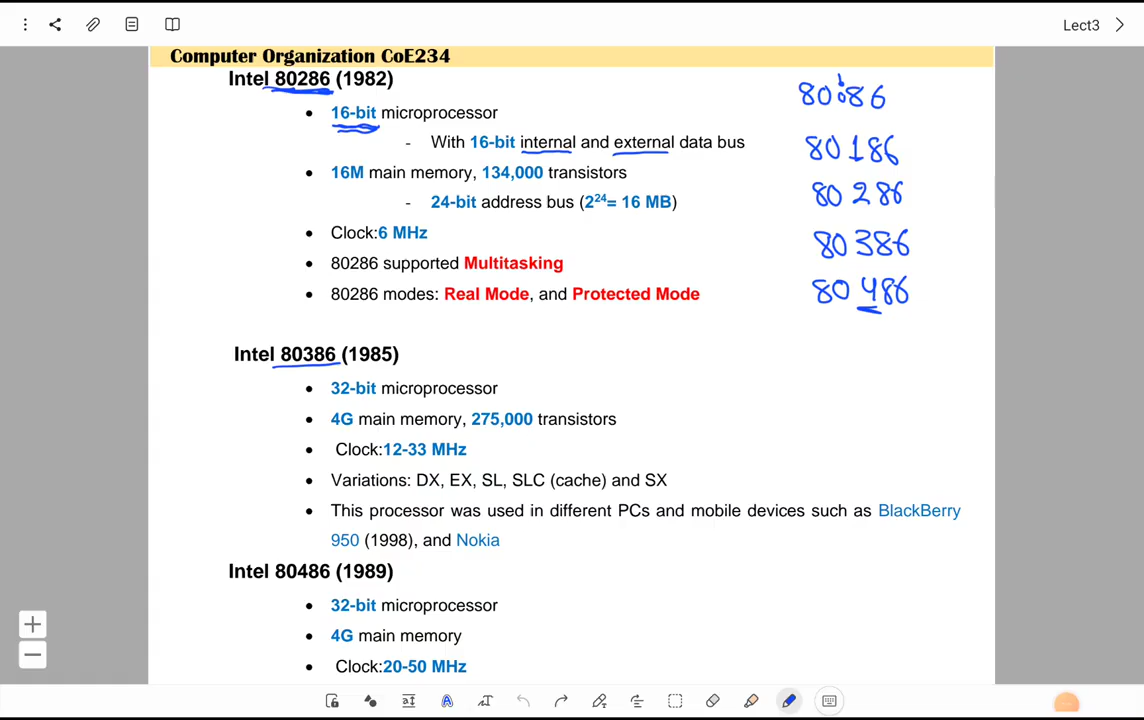 Lect3
Computer Organization CoE234
Intel 80286 (1982)
• 16-bit microprocessor
- With 16-bit internal and external data bus
• 16M main memory, 134,000 transistors
- 24-bit address bus (2²⁴= 16 MB)
• Clock:6 MHz
• 80286 supported Multitasking
• 80286 modes: Real Mode, and Protected Mode
8086
80186
80286
80386
80486
Intel 80386 (1985)
• 32-bit microprocessor
• 4G main memory, 275,000 transistors
• Clock:12-33 MHz
• Variations: DX, EX, SL, SLC (cache) and SX
• This processor was used in different PCs and mobile devices such as BlackBerry
950 (1998), and Nokia
Intel 80486 (1989)
• 32-bit microprocessor
• 4G main memory
• Clock:20-50 MHz